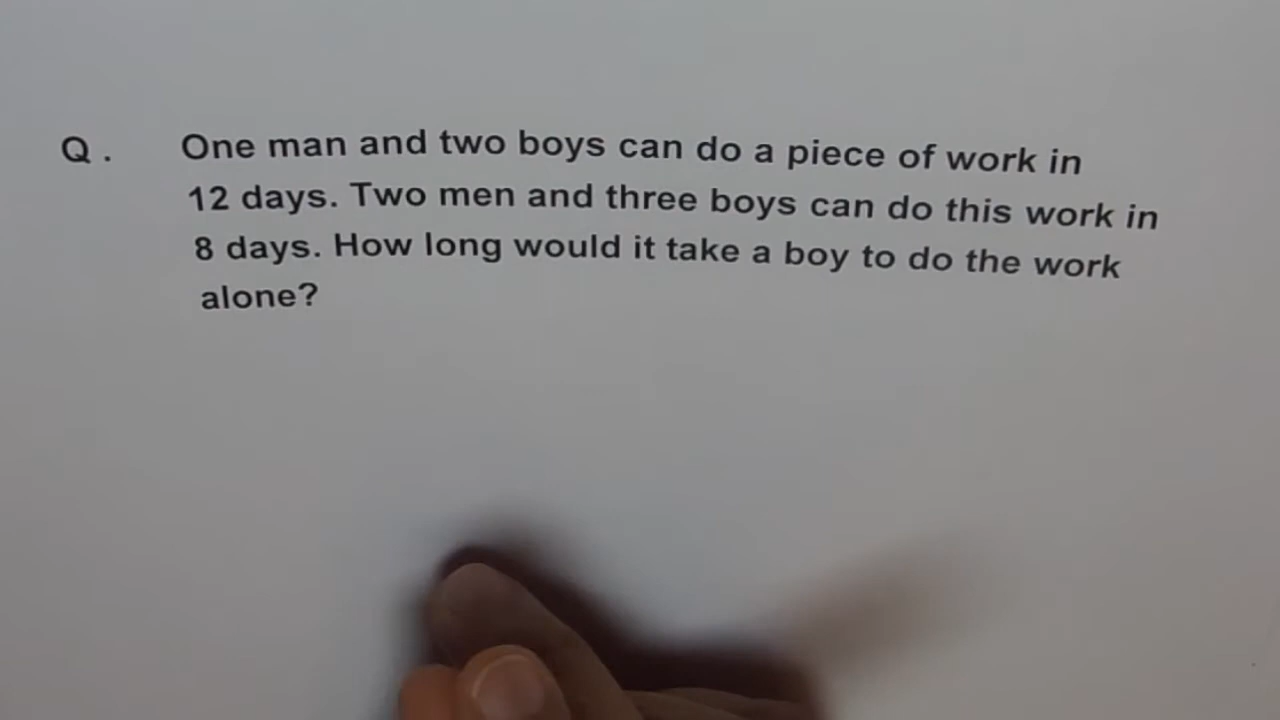 Q. One man and two boys can do a piece of work in
12 days. Two men and three boys can do this work in
8 days. How long would it take a boy to do the work
alone?